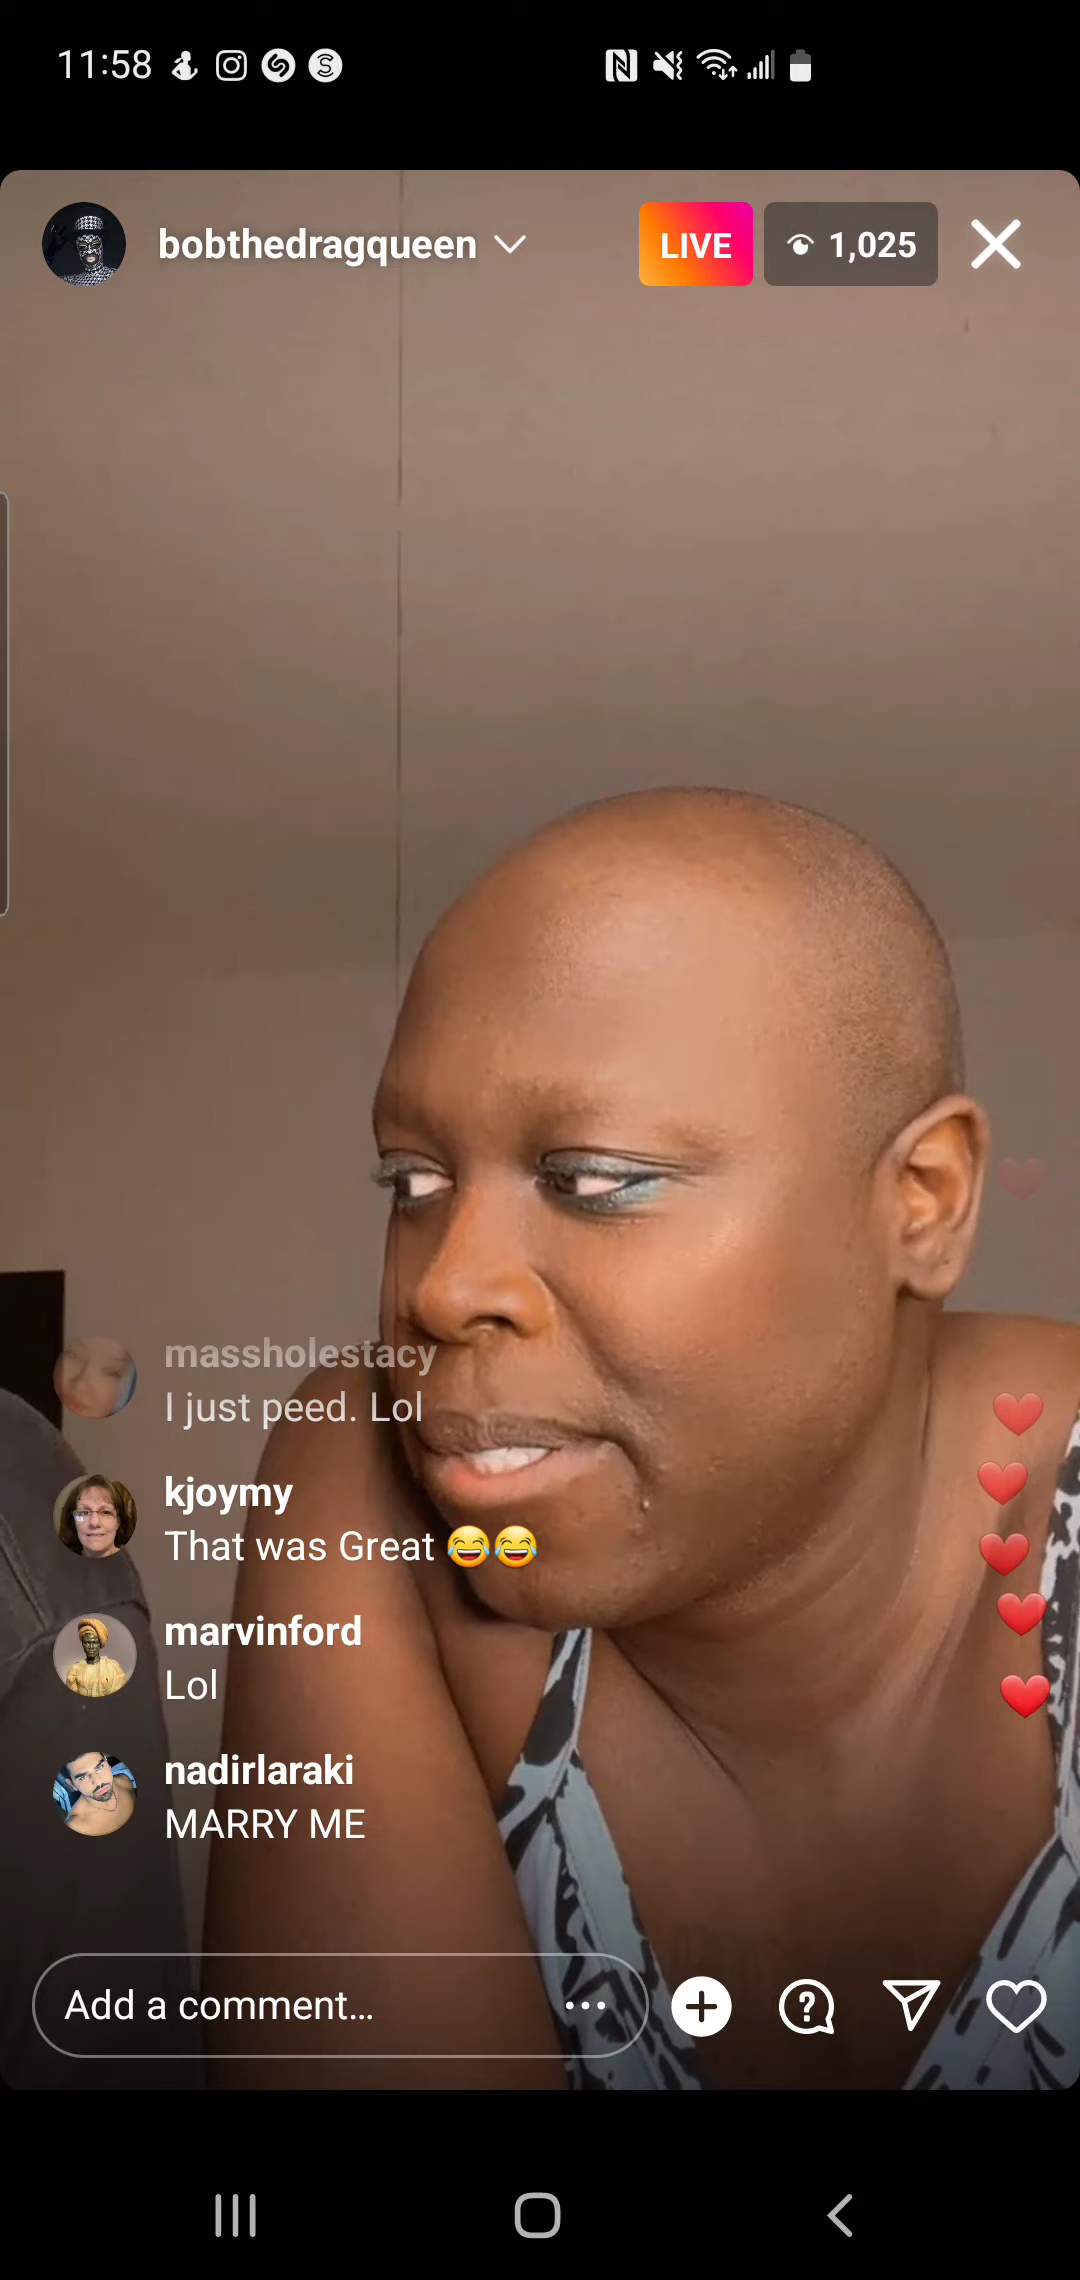 11:58
bobthedragqueen
LIVE
1,025
massholestacy
I just peed. Lol
kjoymy
That was Great 😂😂
marvinford
Lol
nadirlaraki
MARRY ME
Add a comment...